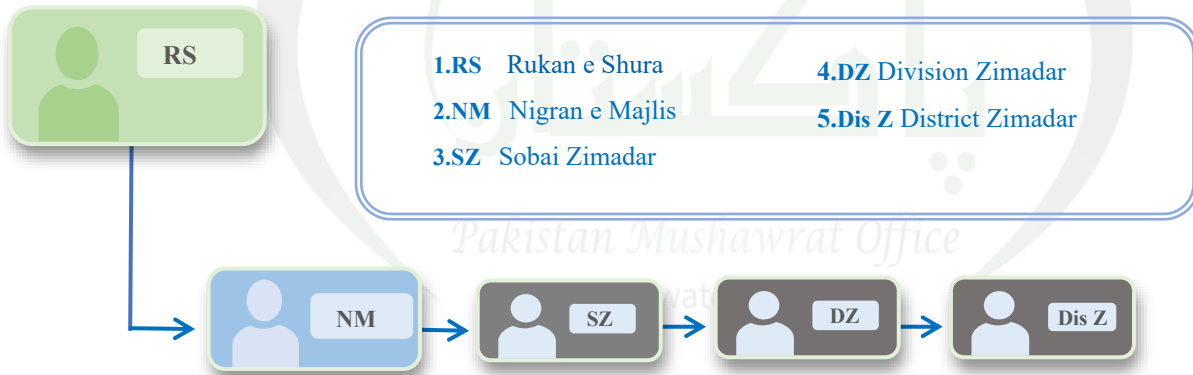 RS
1.RS Rukan e Shura
2.NM Nigran e Majlis
3.SZ Sobai Zimadar
4.DZ Division Zimadar
5.Dis Z District Zimadar
پاکستان
Pakistan Mushawrat Office
NM
SZ
DZ
Dis Z